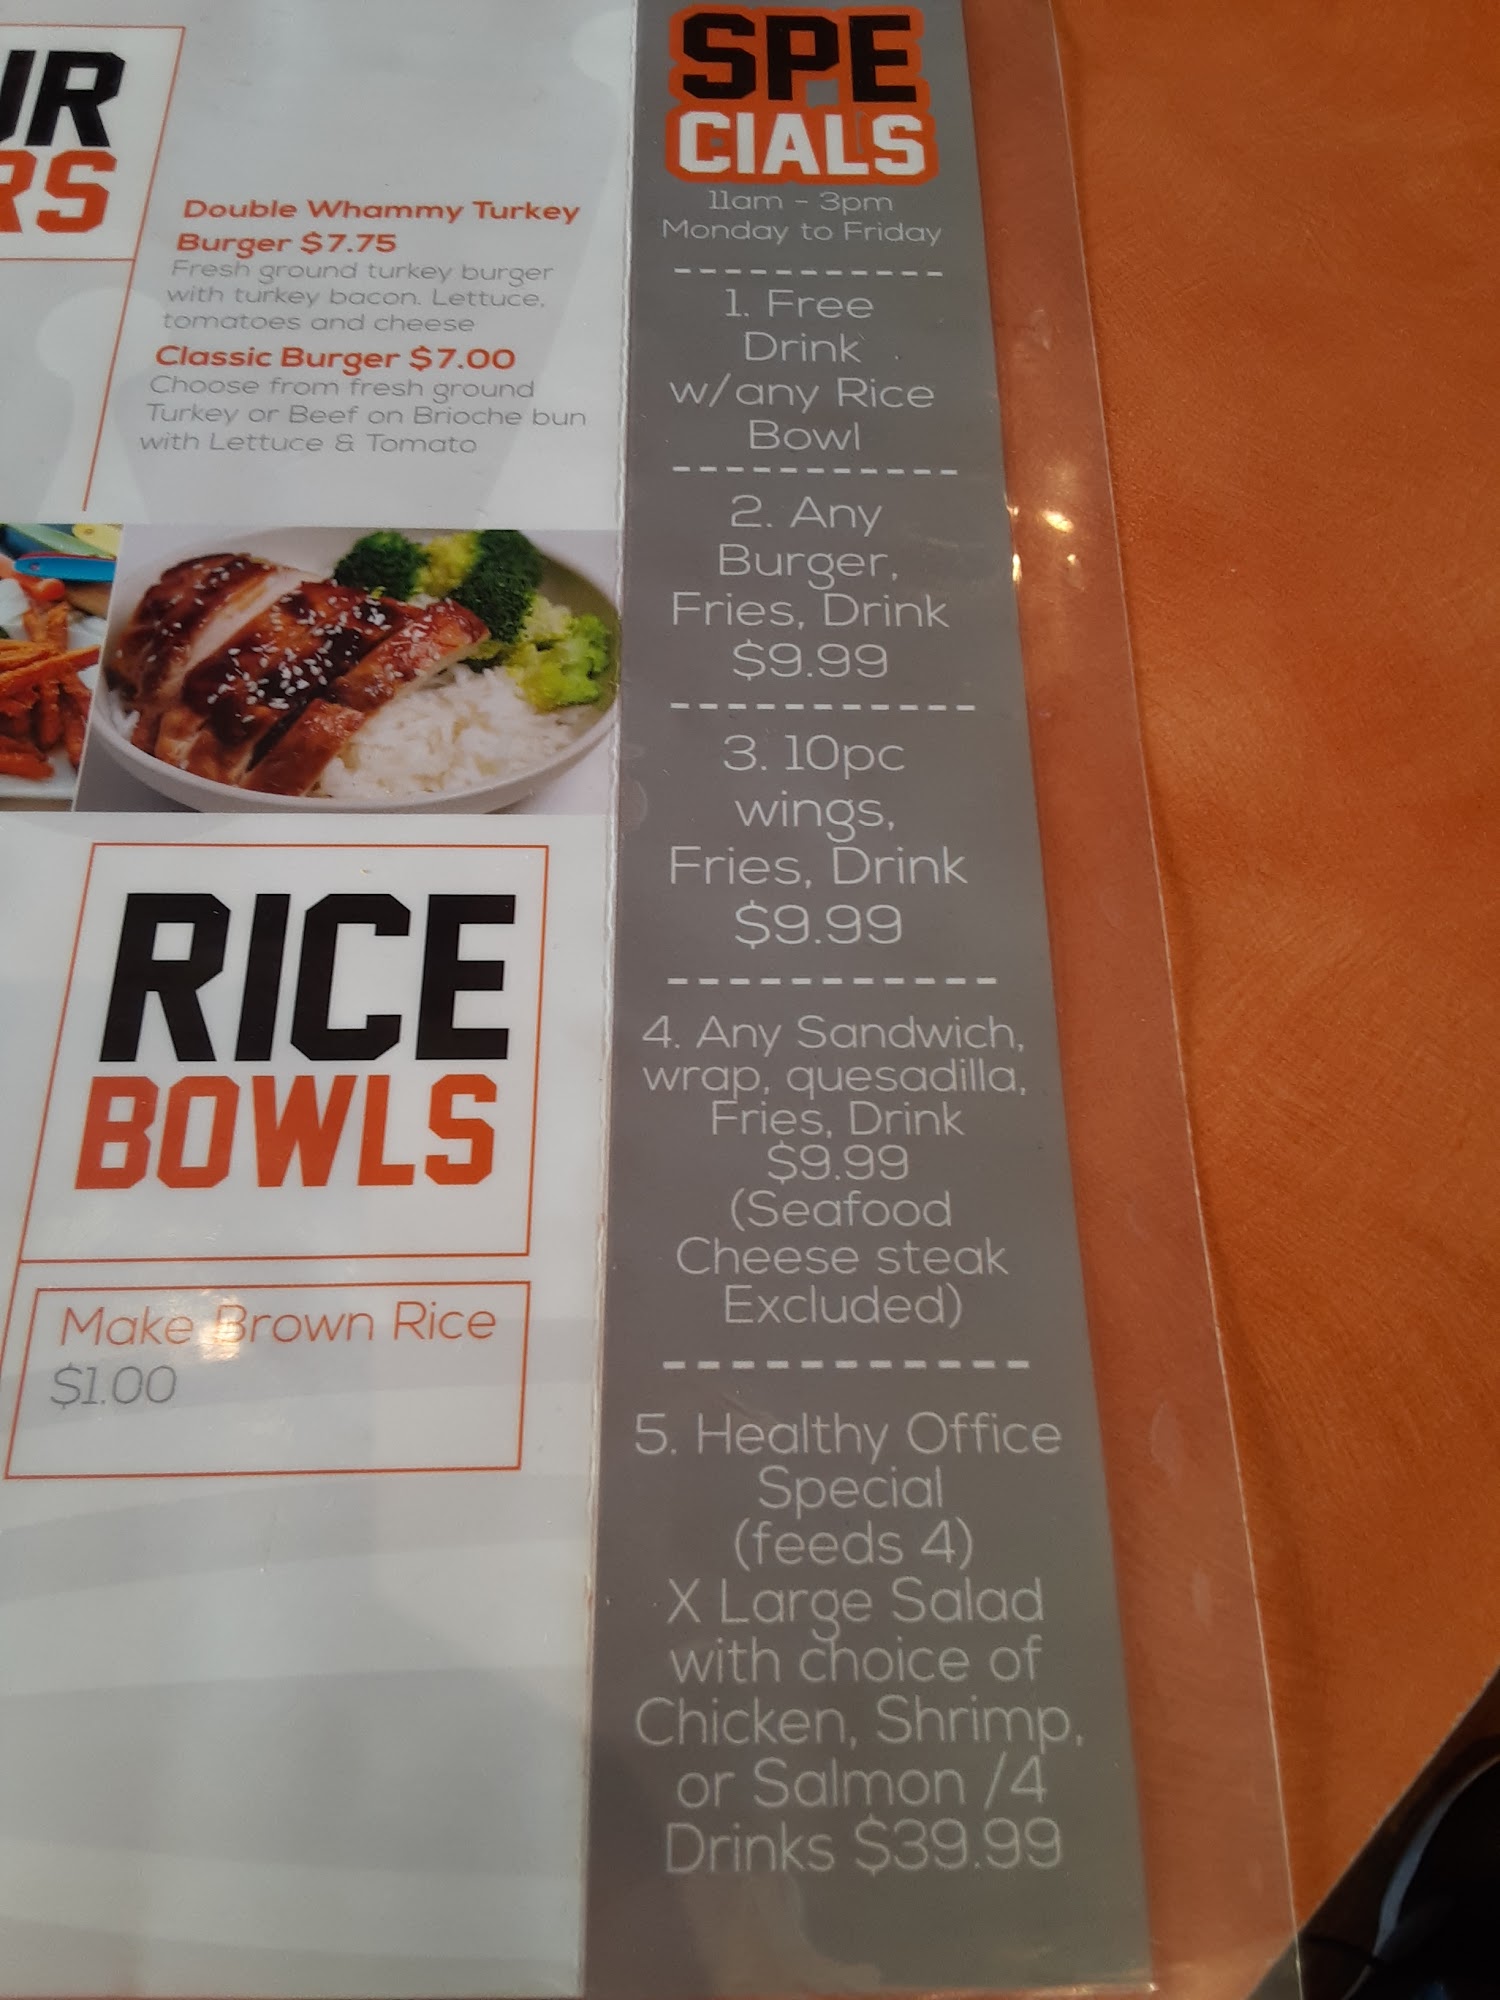 UR
RS
Double Whammy Turkey
Burger $7.75
Fresh ground turkey burger
with turkey bacon. Lettuce,
tomatoes and cheese
Classic Burger $7.00
Choose from fresh ground
Turkey or Beef on Brioche bun
with Lettuce & Tomato
RICE
BOWLS
Make Brown Rice
$1.00
SPE
CIALS
11am - 3pm
Monday to Friday
1. Free
Drink
w/any Rice
Bowl
2. Any
Burger,
Fries, Drink
$9.99
3. 10pc
wings,
Fries, Drink
$9.99
4. Any Sandwich,
wrap, quesadilla,
Fries, Drink
$9.99
(Seafood
Cheese steak
Excluded)
5. Healthy Office
Special
(feeds 4)
X Large Salad
with choice of
Chicken, Shrimp,
or Salmon /4
Drinks $39.99